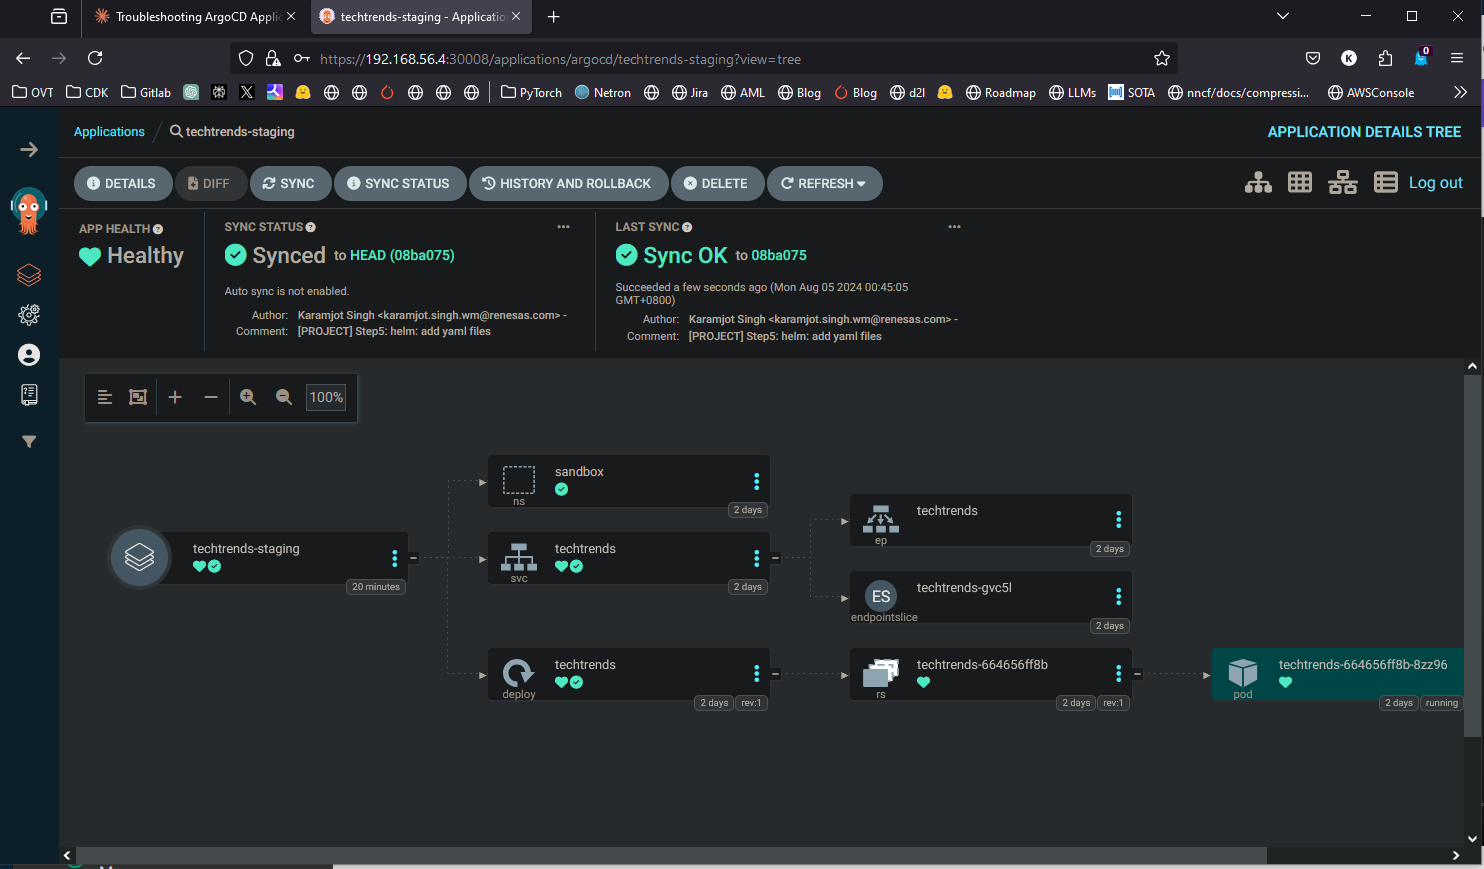 Troubleshooting ArgoCD Applic
techtrends-staging - Applicatio
https://192.168.56.4:30008/applications/argocd/techtrends-staging?view=tree
K
0
OVT
CDK
Gitlab
PyTorch
Netron
Jira
AML
Blog
Blog
d2l
Roadmap
LLMs
SOTA
nncf/docs/compressi...
AWSConsole
Applications
techtrends-staging
APPLICATION DETAILS TREE
DETAILS
DIFF
SYNC
SYNC STATUS
HISTORY AND ROLLBACK
DELETE
REFRESH
Log out
APP HEALTH
Healthy
SYNC STATUS
Synced to HEAD (08ba075)
Auto sync is not enabled.
Author: Karamjot Singh <karamjot.singh.wm@renesas.com> -
Comment: [PROJECT] Step5: helm: add yaml files
LAST SYNC
Sync OK to 08ba075
Succeeded a few seconds ago (Mon Aug 05 2024 00:45:05
GMT+0800)
Author: Karamjot Singh <karamjot.singh.wm@renesas.com> -
Comment: [PROJECT] Step5: helm: add yaml files
100%
techtrends-staging
20 minutes
sandbox
ns
2 days
techtrends
svc
2 days
techtrends
deploy
2 days
rev:1
techtrends
ep
2 days
ES
techtrends-gvc5l
endpointslice
2 days
techtrends-664656ff8b
rs
2 days
rev:1
techtrends-664656ff8b-8zz96
pod
2 days
running